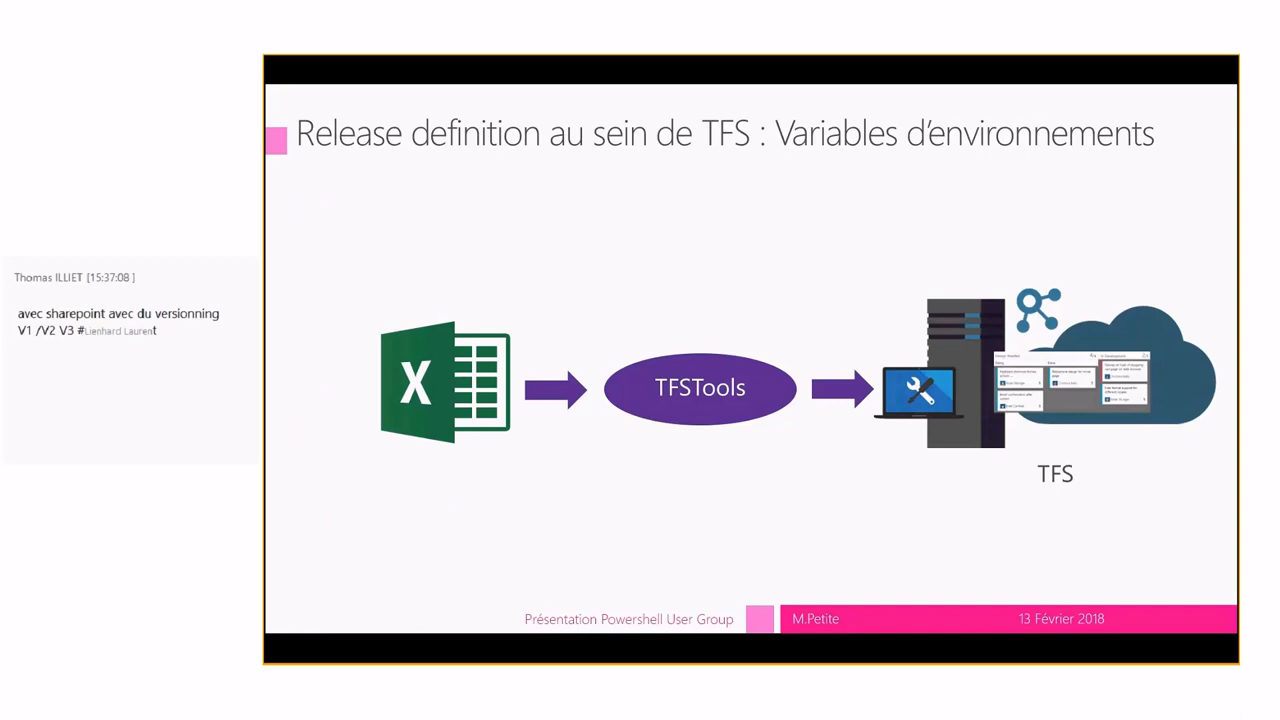 Release definition au sein de TFS : Variables d'environnements
Thomas ILLIET [15:37:08 ]
avec sharepoint avec du versionning
V1 /V2 V3 #Lienhard Laurent
X
TFSTools
TFS
Présentation Powershell User Group
M.Petite
13 Février 2018